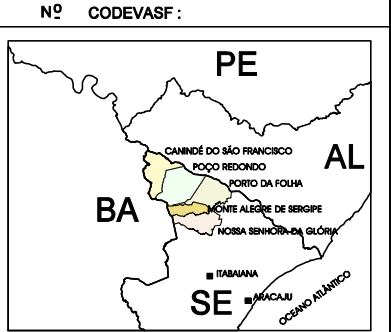 Nº CODEVASF :
PE
CANINDÉ DO SÃO FRANCISCO
AL
POÇO REDONDO
PORTO DA FOLHA
BA
MONTE ALEGRE DE SERGIPE
NOSSA SENHORA DA GLÓRIA
ITABAIANA
SE
ARACAJU
OCEANO ATLÂNTICO